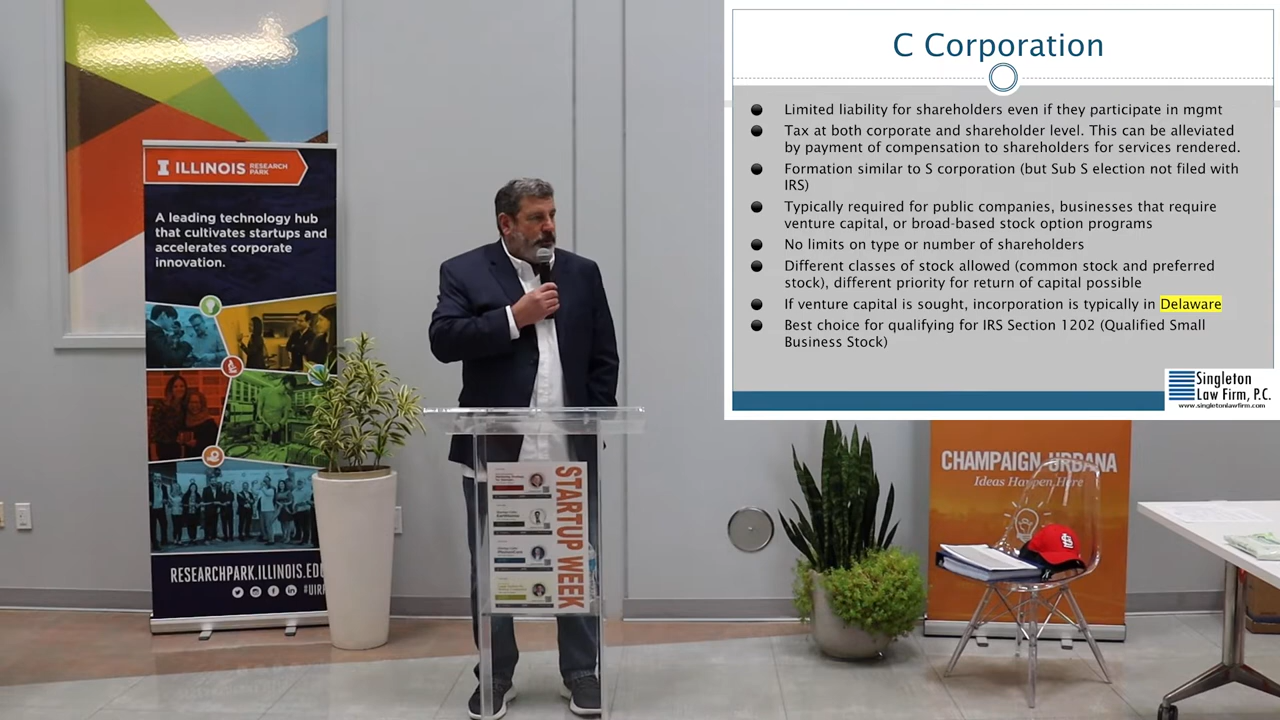 C Corporation
Limited liability for shareholders even if they participate in mgmt
Tax at both corporate and shareholder level. This can be alleviated
by payment of compensation to shareholders for services rendered.
Formation similar to S corporation (but Sub S election not filed with
IRS)
Typically required for public companies, businesses that require
venture capital, or broad-based stock option programs
No limits on type or number of shareholders
Different classes of stock allowed (common stock and preferred
stock), different priority for return of capital possible
If venture capital is sought, incorporation is typically in Delaware
Best choice for qualifying for IRS Section 1202 (Qualified Small
Business Stock)
Singleton
Law Firm, P.C.
www.singletonlawfirm.com
ILLINOIS RESEARCH
PARK
A leading technology hub
that cultivates startups and
accelerates corporate
innovation.
RESEARCHPARK.ILLINOIS.EDU
STARTUP WEEK
CHAMPAIGN-URBANA
Ideas Happen Here